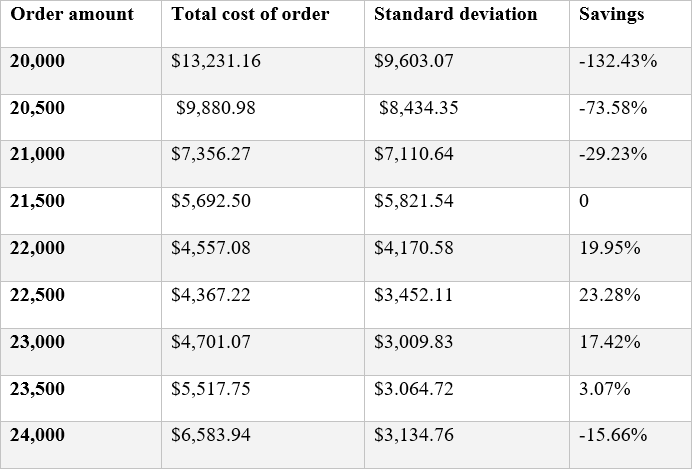 Order amount Total cost of order Standard deviation Savings
20,000 $13,231.16 $9,603.07 -132.43%
20,500 $9,880.98 $8,434.35 -73.58%
21,000 $7,356.27 $7,110.64 -29.23%
21,500 $5,692.50 $5,821.54 0
22,000 $4,557.08 $4,170.58 19.95%
22,500 $4,367.22 $3,452.11 23.28%
23,000 $4,701.07 $3,009.83 17.42%
23,500 $5,517.75 $3.064.72 3.07%
24,000 $6,583.94 $3,134.76 -15.66%